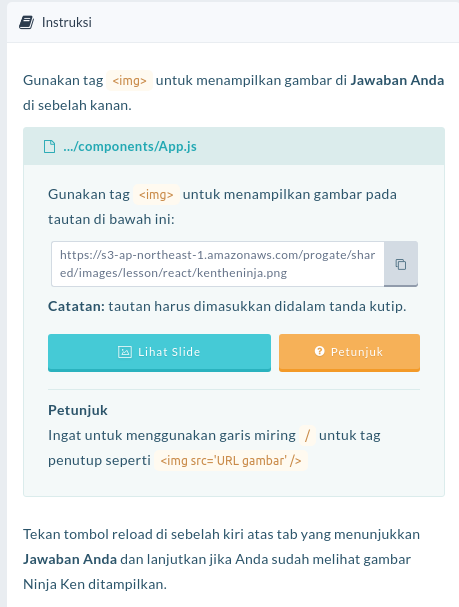 Instruksi
Gunakan tag <img> untuk menampilkan gambar di Jawaban Anda
di sebelah kanan.
.../components/App.js
Gunakan tag <img> untuk menampilkan gambar pada
tautan di bawah ini:
https://s3-ap-northeast-1.amazonaws.com/progate/shar
ed/images/lesson/react/kentheninja.png
Catatan: tautan harus dimasukkan didalam tanda kutip.
Lihat Slide
Petunjuk
Petunjuk
Ingat untuk menggunakan garis miring / untuk tag
penutup seperti <img src='URL gambar' />
Tekan tombol reload di sebelah kiri atas tab yang menunjukkan
Jawaban Anda dan lanjutkan jika Anda sudah melihat gambar
Ninja Ken ditampilkan.